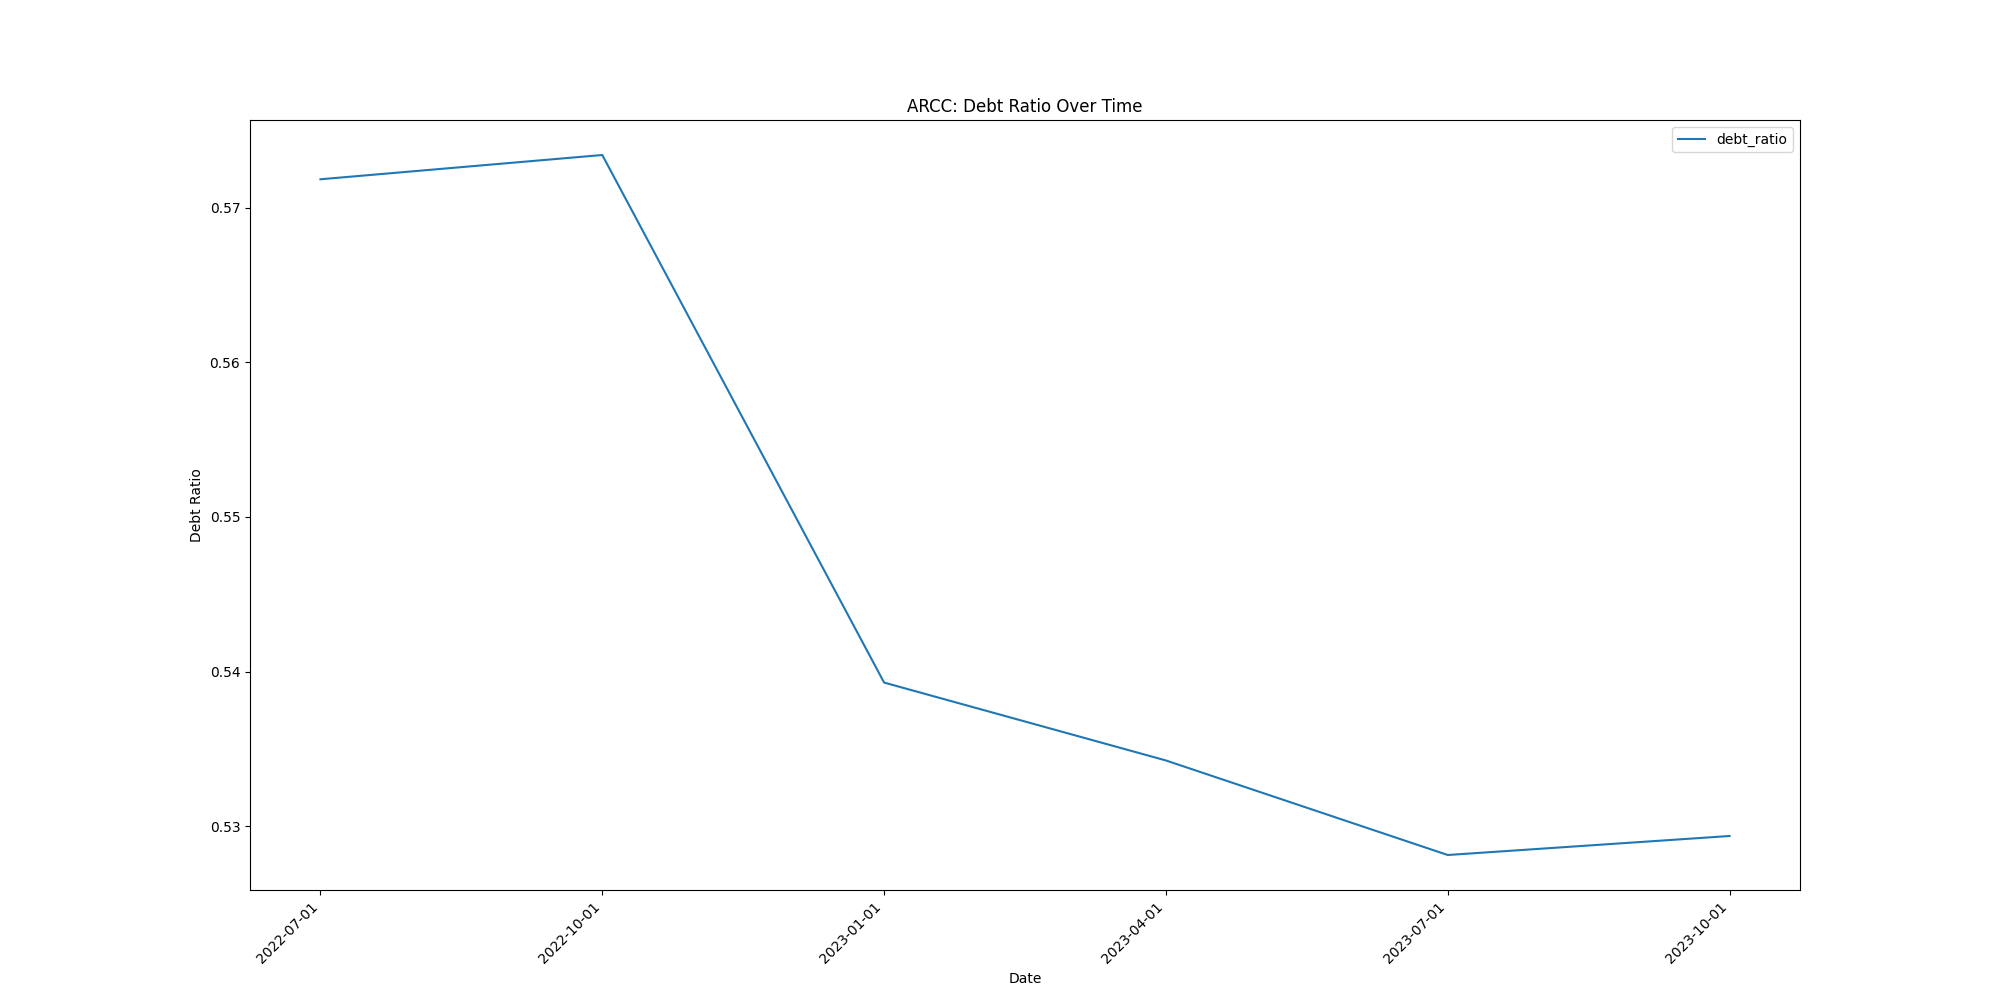 ARCC: Debt Ratio Over Time
debt_ratio
0.57
0.56
0.55
0.54
0.53
Debt Ratio
2022-07-01
2022-10-01
2023-01-01
2023-04-01
2023-07-01
2023-10-01
Date